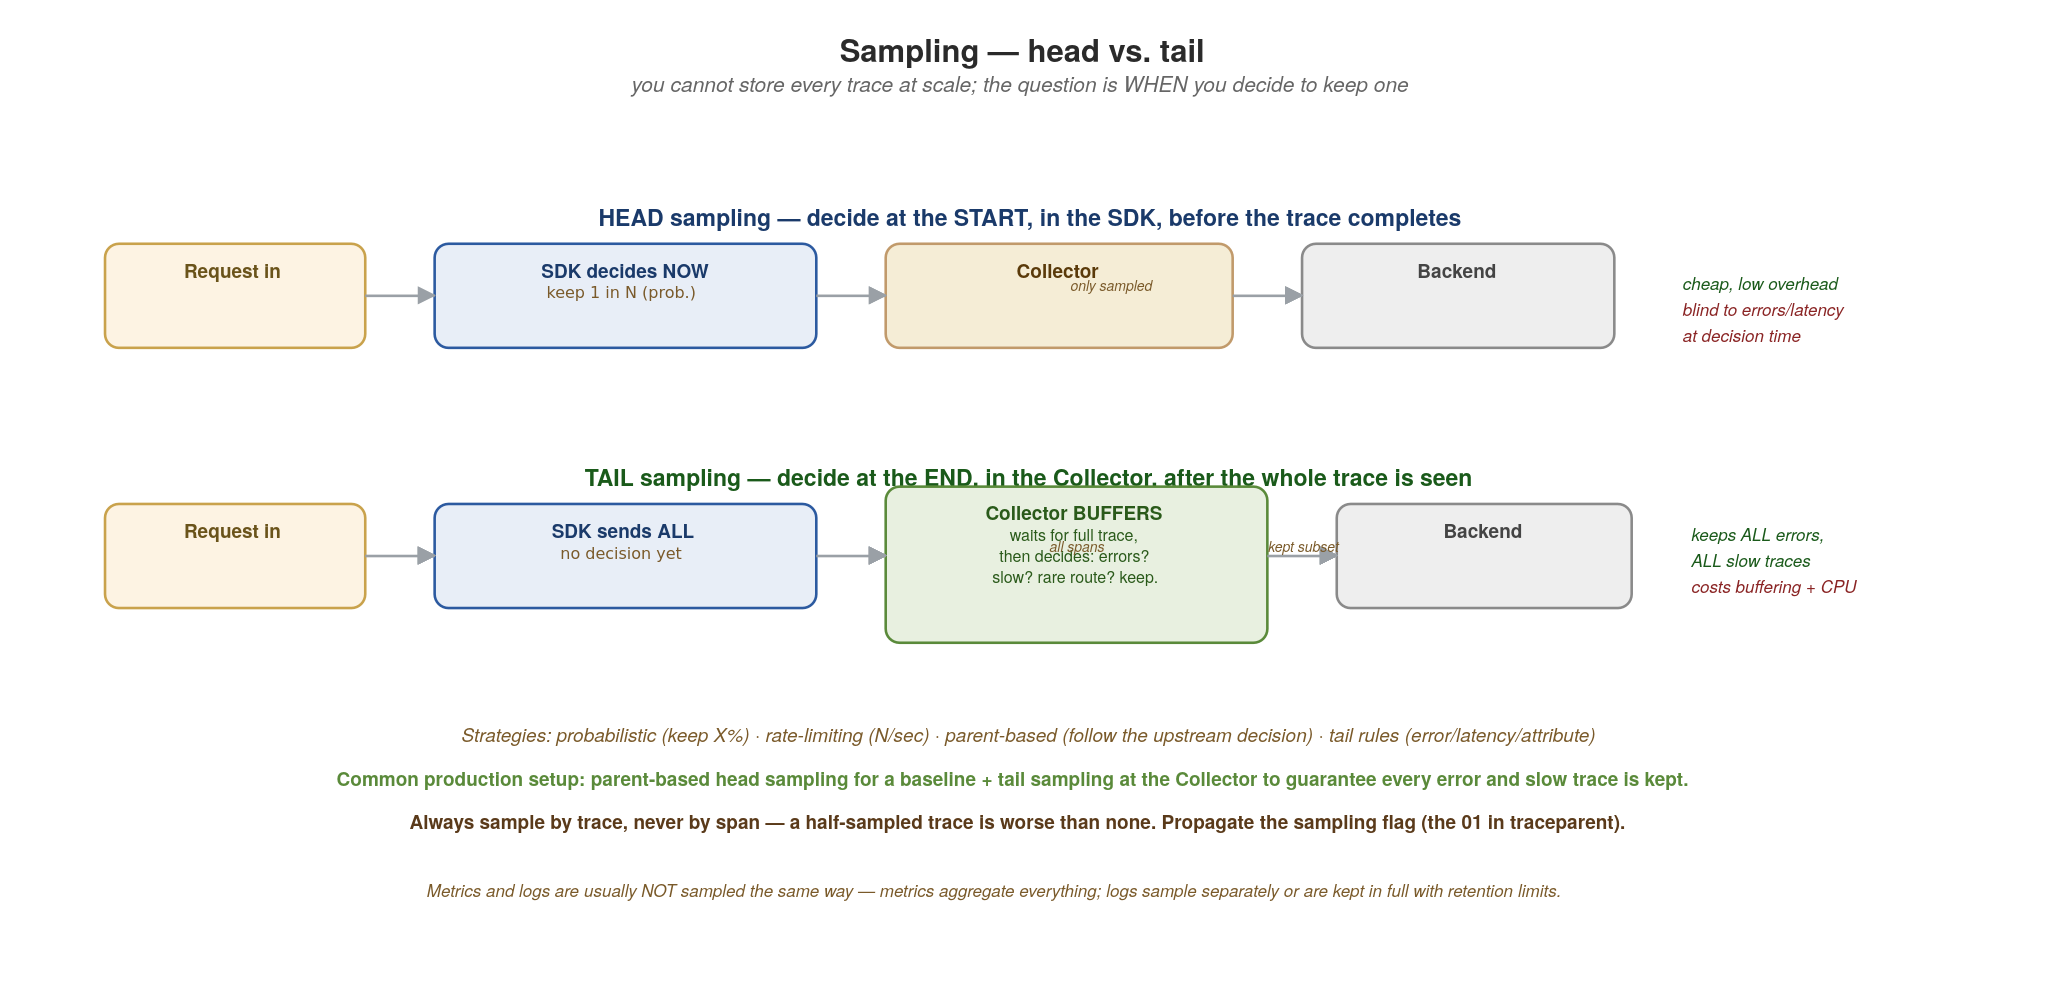 Sampling — head vs. tail
you cannot store every trace at scale; the question is WHEN you decide to keep one
HEAD sampling — decide at the START, in the SDK, before the trace completes
Request in
SDK decides NOW
keep 1 in N (prob.)
Collector
only sampled
Backend
cheap, low overhead
blind to errors/latency
at decision time
TAIL sampling — decide at the END, in the Collector, after the whole trace is seen
Request in
SDK sends ALL
no decision yet
Collector BUFFERS
waits for full trace,
all spans
then decides: errors?
slow? rare route? keep.
kept subset
Backend
keeps ALL errors,
ALL slow traces
costs buffering + CPU
Strategies: probabilistic (keep X%) · rate-limiting (N/sec) · parent-based (follow the upstream decision) · tail rules (error/latency/attribute)
Common production setup: parent-based head sampling for a baseline + tail sampling at the Collector to guarantee every error and slow trace is kept.
Always sample by trace, never by span — a half-sampled trace is worse than none. Propagate the sampling flag (the 01 in traceparent).
Metrics and logs are usually NOT sampled the same way — metrics aggregate everything; logs sample separately or are kept in full with retention limits.